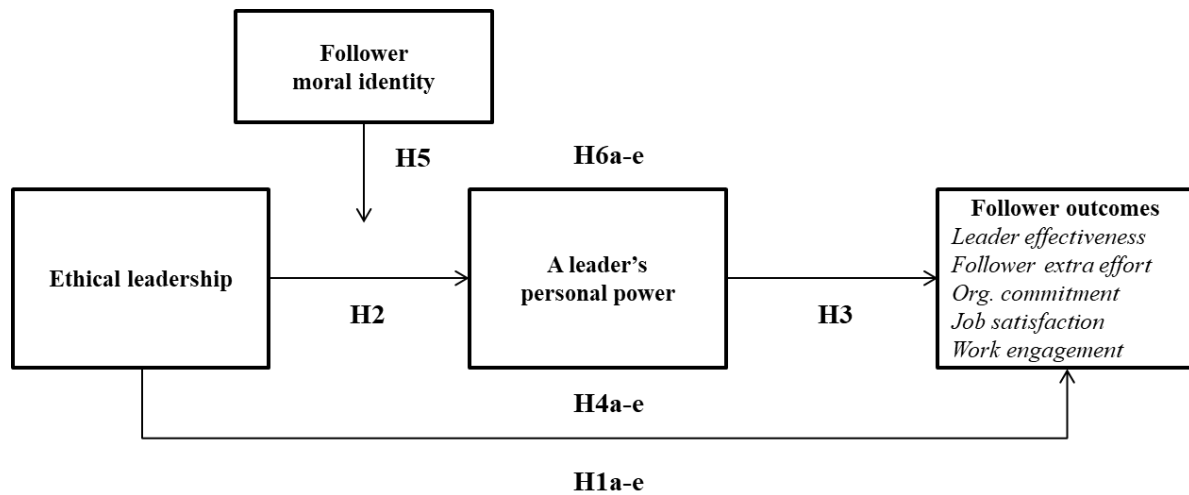 Follower
moral identity
H5
H6a-e
Ethical leadership
H2
A leader's
personal power
H3
Follower outcomes
Leader effectiveness
Follower extra effort
Org. commitment
Job satisfaction
Work engagement
H4a-e
H1a-e